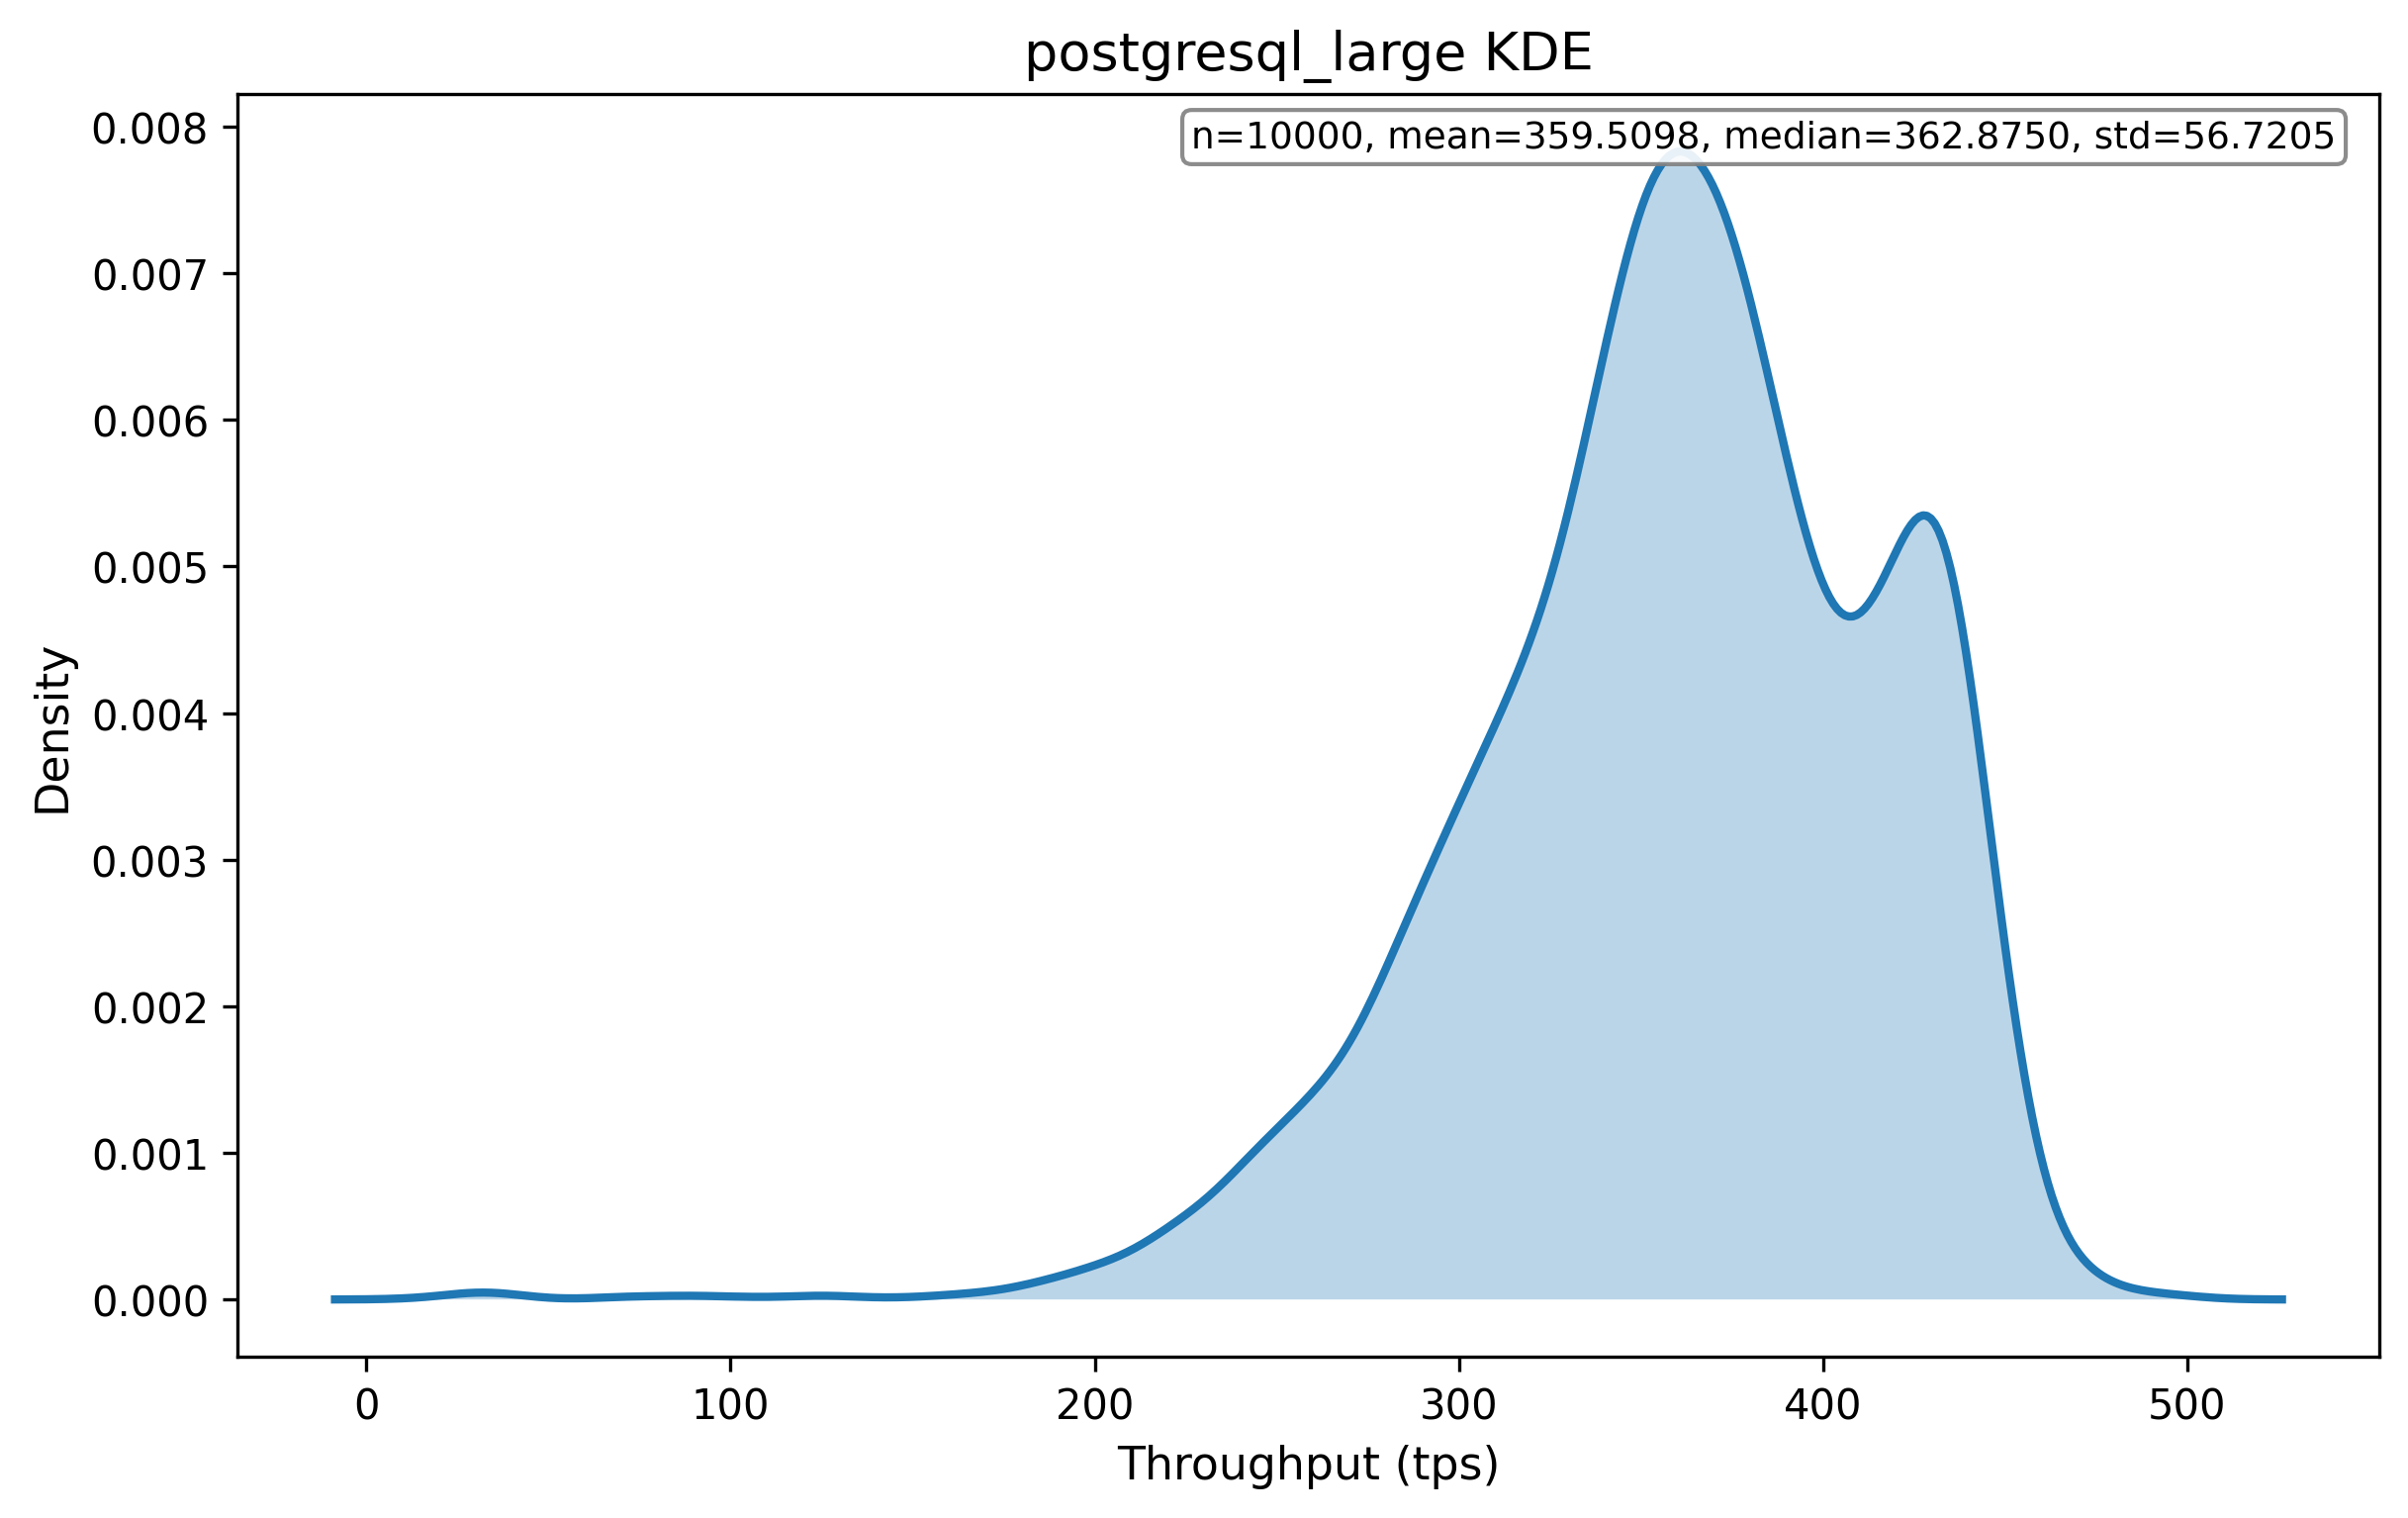 postgresql_large KDE
n=10000, mean=359.5098, median=362.8750, std=56.7205
0.008
0.007
0.006
0.005
0.004
0.003
0.002
0.001
0.000
Density
0 100 200 300 400 500
Throughput (tps)